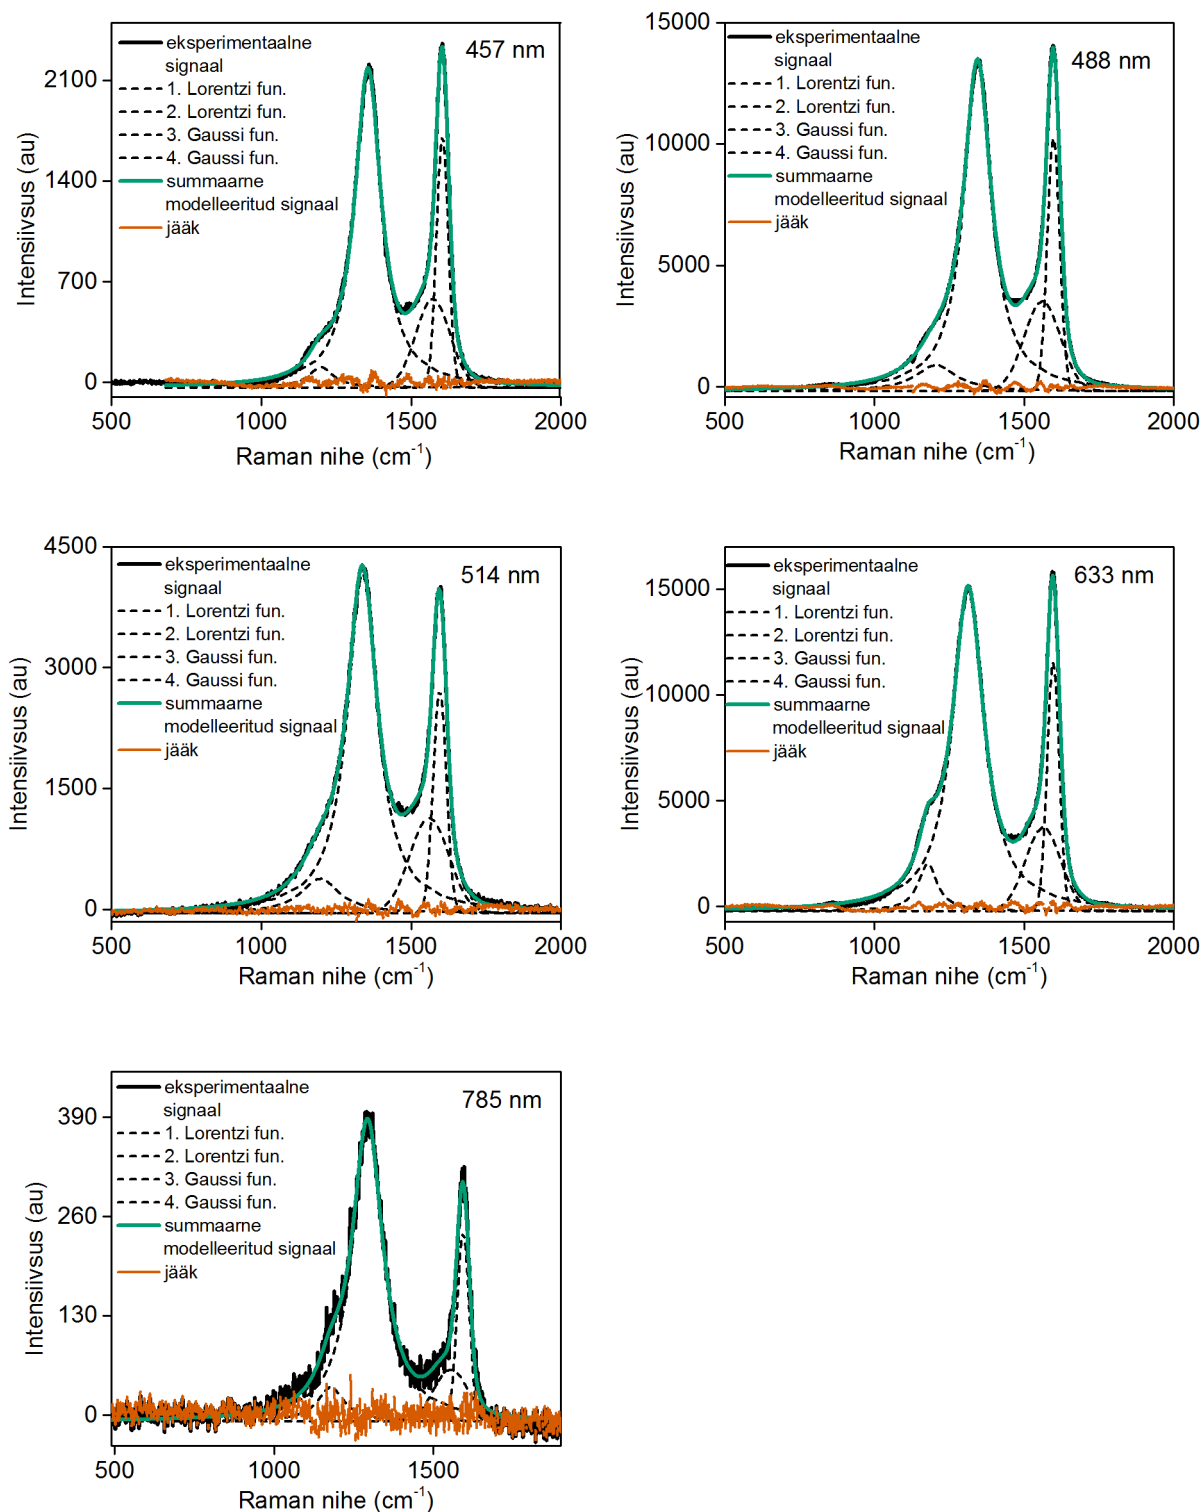 457 nm
eksperimentaalne
signaal
1. Lorentzi fun.
2. Lorentzi fun.
3. Gaussi fun.
4. Gaussi fun.
summaarne
modelleeritud signaal
jääk
2100
1400
700
0
500
1000
1500
2000
Intensiivsus (au)
Raman nihe (cm⁻¹)
488 nm
eksperimentaalne
signaal
1. Lorentzi fun.
2. Lorentzi fun.
3. Gaussi fun.
4. Gaussi fun.
summaarne
modelleeritud signaal
jääk
15000
10000
5000
0
500
1000
1500
2000
Intensiivsus (au)
Raman nihe (cm⁻¹)
514 nm
eksperimentaalne
signaal
1. Lorentzi fun.
2. Lorentzi fun.
3. Gaussi fun.
4. Gaussi fun.
summaarne
modelleeritud signaal
jääk
4500
3000
1500
0
500
1000
1500
2000
Intensiivsus (au)
Raman nihe (cm⁻¹)
633 nm
eksperimentaalne
signaal
1. Lorentzi fun.
2. Lorentzi fun.
3. Gaussi fun.
4. Gaussi fun.
summaarne
modelleeritud signaal
jääk
15000
10000
5000
0
500
1000
1500
2000
Intensiivsus (au)
Raman nihe (cm⁻¹)
785 nm
eksperimentaalne
signaal
1. Lorentzi fun.
2. Lorentzi fun.
3. Gaussi fun.
4. Gaussi fun.
summaarne
modelleeritud signaal
jääk
390
260
130
0
500
1000
1500
Intensiivsus (au)
Raman nihe (cm⁻¹)